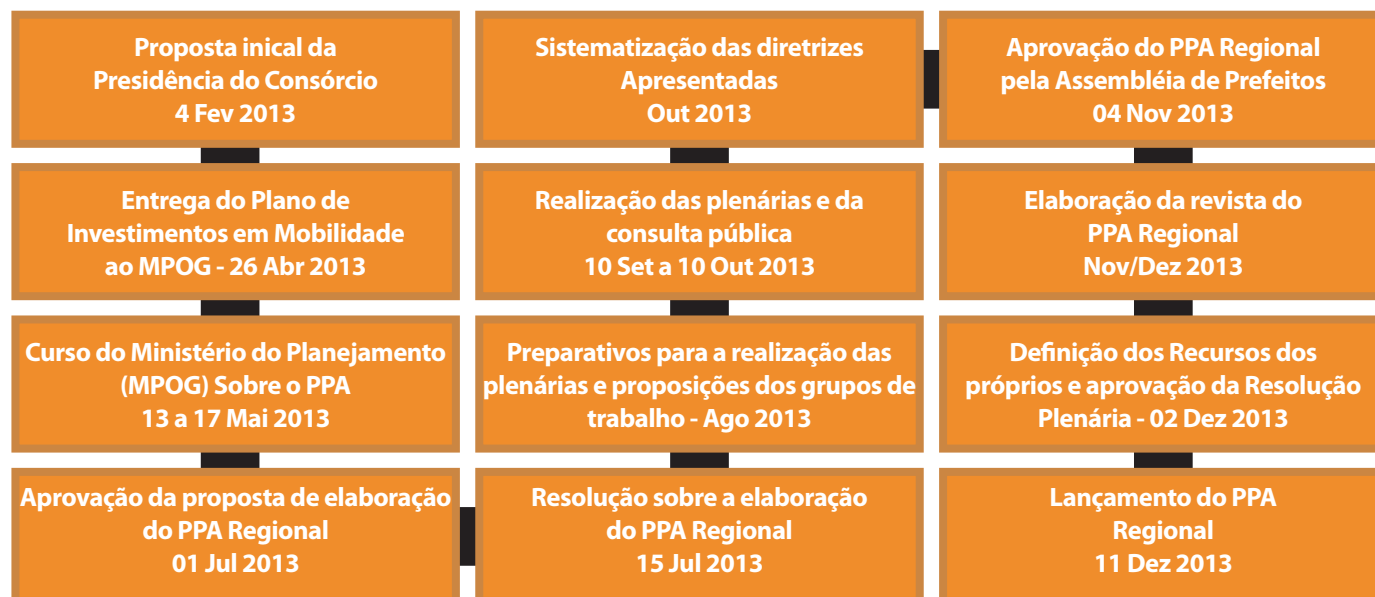 Proposta inical da
Presidência do Consórcio
4 Fev 2013
Entrega do Plano de
Investimentos em Mobilidade
ao MPOG - 26 Abr 2013
Curso do Ministério do Planejamento
(MPOG) Sobre o PPA
13 a 17 Mai 2013
Aprovação da proposta de elaboração
do PPA Regional
01 Jul 2013
Resolução sobre a elaboração
do PPA Regional
15 Jul 2013
Preparativos para a realização das
plenárias e proposições dos grupos de
trabalho - Ago 2013
Realização das plenárias e da
consulta pública
10 Set a 10 Out 2013
Sistematização das diretrizes
Apresentadas
Out 2013
Aprovação do PPA Regional
pela Assembléia de Prefeitos
04 Nov 2013
Elaboração da revista do
PPA Regional
Nov/Dez 2013
Definição dos Recursos dos
próprios e aprovação da Resolução
Plenária - 02 Dez 2013
Lançamento do PPA
Regional
11 Dez 2013